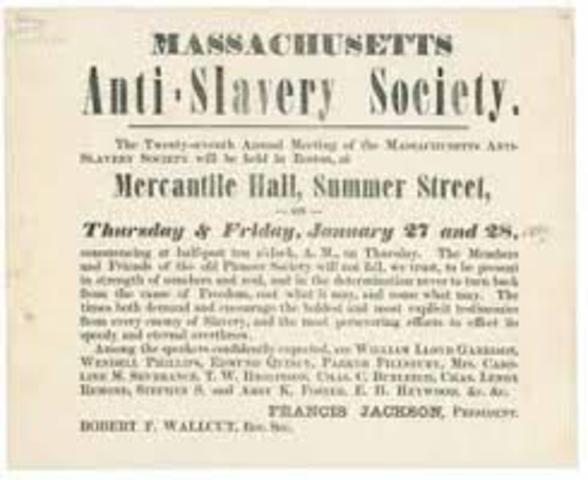 MASSACHUSETTS
Anti-Slavery Society.
The Twenty-seventh Annual Meeting of the MASSACHUSETTS ANTI-
SLAVERY SOCIETY will be held in Boston, at
Mercantile Hall, Summer Street,
— ON —
Thursday & Friday, January 27 and 28,
commencing at half-past ten o'clock, A. M., on Thursday. The Members
and Friends of the old Pioneer Society will not fail, we trust, to be present
in strength of numbers and zeal, and in the determination never to turn back
from the cause of Freedom, cost what it may, and come what may. The
times both demand and encourage the boldest and most explicit testimonies
from every enemy of Slavery, and the most persevering efforts to effect its
speedy and eternal overthrow.
Among the speakers confidently expected, are WILLIAM LLOYD GARRISON,
WENDELL PHILLIPS, EDMUND QUINCY, PARKER PILLSBURY, MRS. CARO-
LINE M. SEVERANCE, T. W. HIGGINSON, CHAS. C. BURLEIGH, CHAS. LENOX
REMOND, STEPHEN S. and ABBY K. FOSTER, E. H. HEYWOOD, &c. &c.
FRANCIS JACKSON, PRESIDENT.
ROBERT F. WALLCUT, REC. SEC.